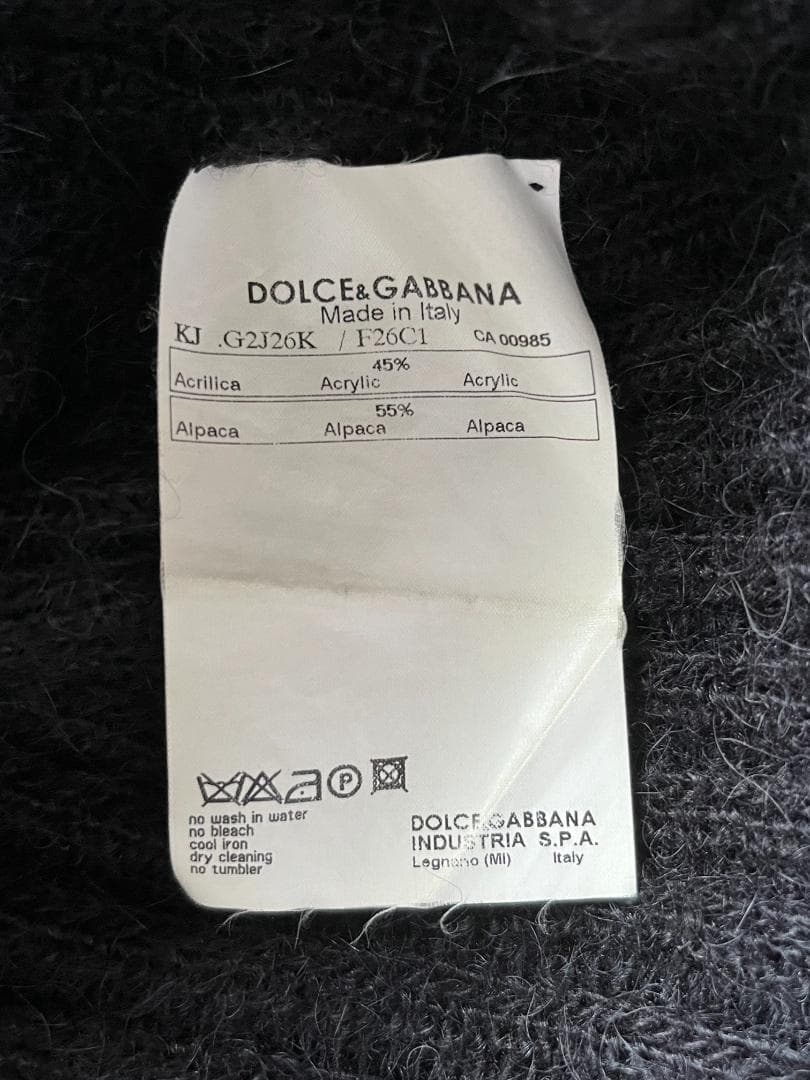 DOLCE&GABBANA
Made in Italy
KJ .G2J26K / F26C1 CA 00985
45%
Acrilica Acrylic Acrylic
55%
Alpaca Alpaca Alpaca
P
no wash in water
no bleach
cool iron
dry cleaning
no tumbler
DOLCE&GABBANA
INDUSTRIA S.P.A.
Legnano (MI) Italy